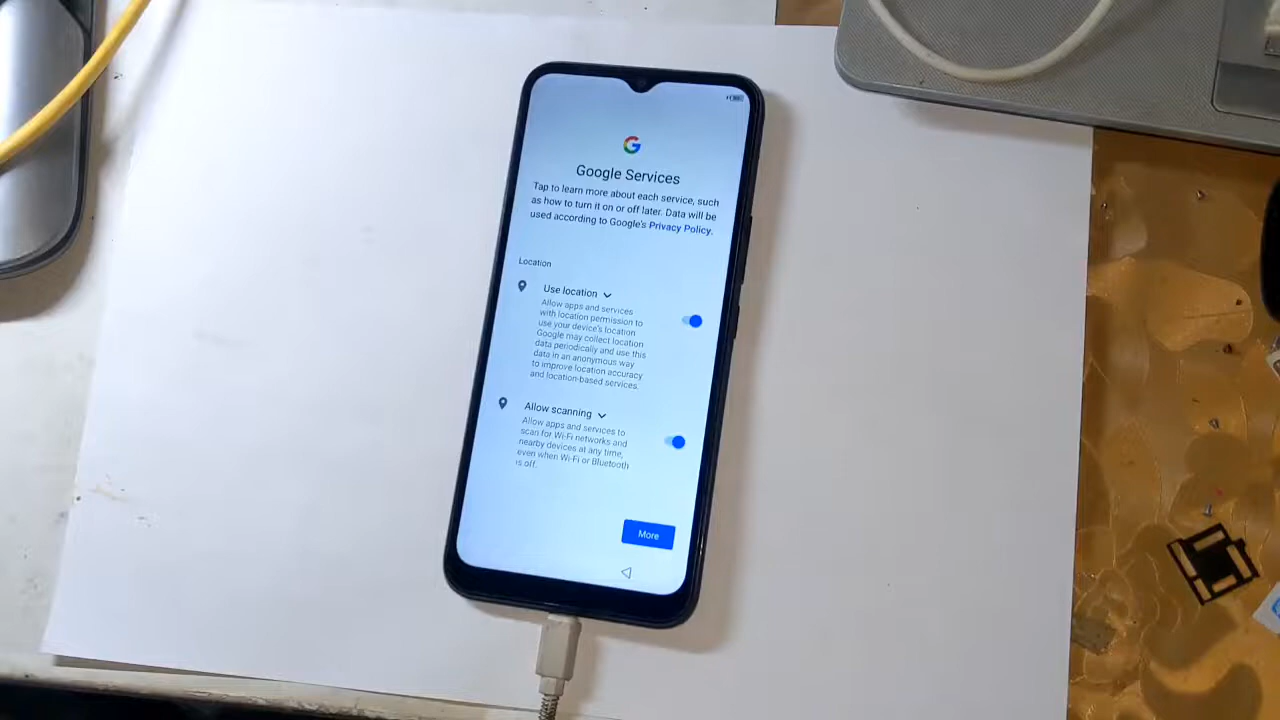 Google Services
Tap to learn more about each service, such
as how to turn it on or off later. Data will be
used according to Google's Privacy Policy.
Location
Use location
Allow apps and services
with location permission to
use your device's location
Google may collect location
data periodically and use this
data in an anonymous way
to improve location accuracy
and location-based services.
Allow scanning
Allow apps and services to
scan for Wi-Fi networks and
nearby devices at any time,
even when Wi-Fi or Bluetooth
is off.
More